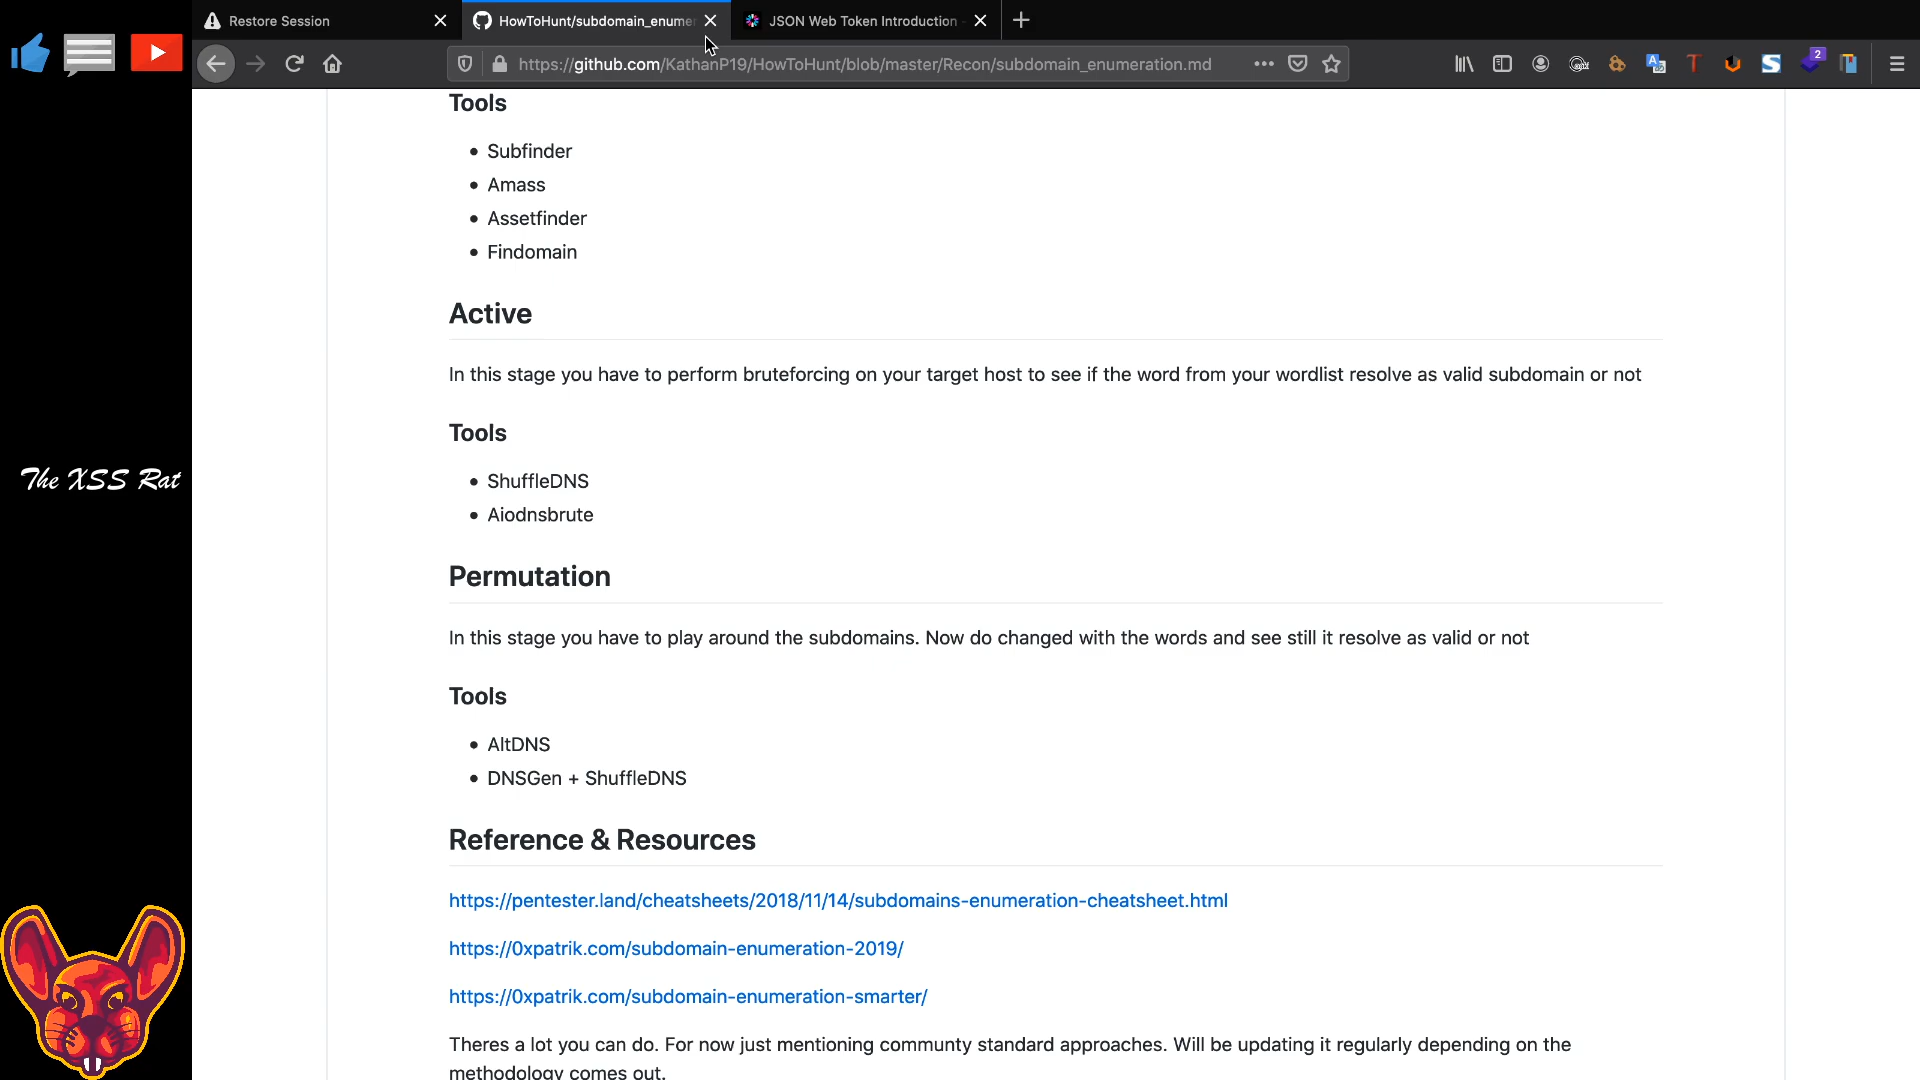 Restore Session
HowToHunt/subdomain_enumer
JSON Web Token Introduction
https://github.com/KathanP19/HowToHunt/blob/master/Recon/subdomain_enumeration.md
2
Tools
• Subfinder
• Amass
• Assetfinder
• Findomain
Active
In this stage you have to perform bruteforcing on your target host to see if the word from your wordlist resolve as valid subdomain or not
Tools
• ShuffleDNS
• Aiodnsbrute
The XSS Rat
Permutation
In this stage you have to play around the subdomains. Now do changed with the words and see still it resolve as valid or not
Tools
• AltDNS
• DNSGen + ShuffleDNS
Reference & Resources
https://pentester.land/cheatsheets/2018/11/14/subdomains-enumeration-cheatsheet.html
https://0xpatrik.com/subdomain-enumeration-2019/
https://0xpatrik.com/subdomain-enumeration-smarter/
Theres a lot you can do. For now just mentioning communty standard approaches. Will be updating it regularly depending on the
methodology comes out.